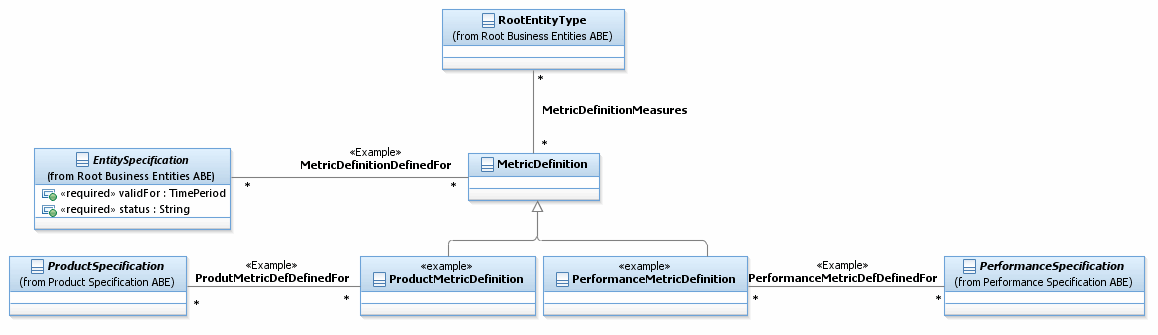 RootEntityType
(from Root Business Entities ABE)
*
MetricDefinitionMeasures
*
EntitySpecification
(from Root Business Entities ABE)
«required» validFor : TimePeriod
«required» status : String
«Example»
MetricDefinitionDefinedFor
*
*
MetricDefinition
ProductSpecification
(from Product Specification ABE)
«Example»
ProdutMetricDefDefinedFor
*
*
«example»
ProductMetricDefinition
«example»
PerformanceMetricDefinition
«Example»
PerformanceMetricDefDefinedFor
*
*
PerformanceSpecification
(from Performance Specification ABE)